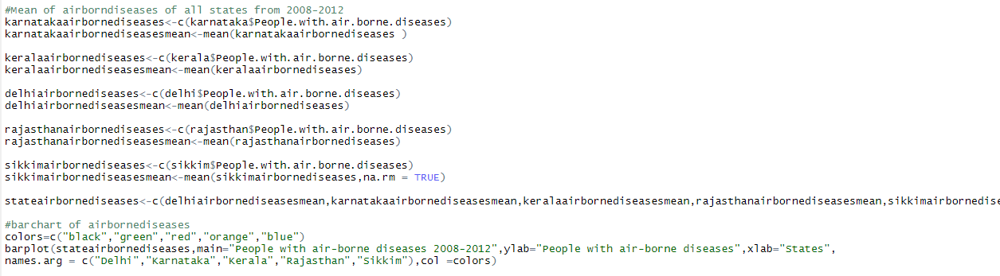 #Mean of airborndiseases of all states from 2008-2012
karnatakaairbornediseases<-c(karnataka$People.with.air.borne.diseases)
karnatakaairbornediseasesmean<-mean(karnatakaairbornediseases )
keralaairbornediseases<-c(kerala$People.with.air.borne.diseases)
keralaairbornediseasesmean<-mean(keralaairbornediseases)
delhiairbornediseases<-c(delhi$People.with.air.borne.diseases)
delhiairbornediseasesmean<-mean(delhiairbornediseases)
rajasthanairbornediseases<-c(rajasthan$People.with.air.borne.diseases)
rajasthanairbornediseasesmean<-mean(rajasthanairbornediseases)
sikkimairbornediseases<-c(sikkim$People.with.air.borne.diseases)
sikkimairbornediseasesmean<-mean(sikkimairbornediseases,na.rm = TRUE)
stateairbornediseases<-c(delhiairbornediseasesmean,karnatakaairbornediseasesmean,keralaairbornediseasesmean,rajasthanairbornediseasesmean,sikkimairbornedise
#barchart of airbornediseases
colors=c("black","green","red","orange","blue")
barplot(stateairbornediseases,main="People with air-borne diseases 2008-2012",ylab="People with air-borne diseases",xlab="States",
names.arg = c("Delhi","Karnataka","Kerala","Rajasthan","Sikkim"),col =colors)